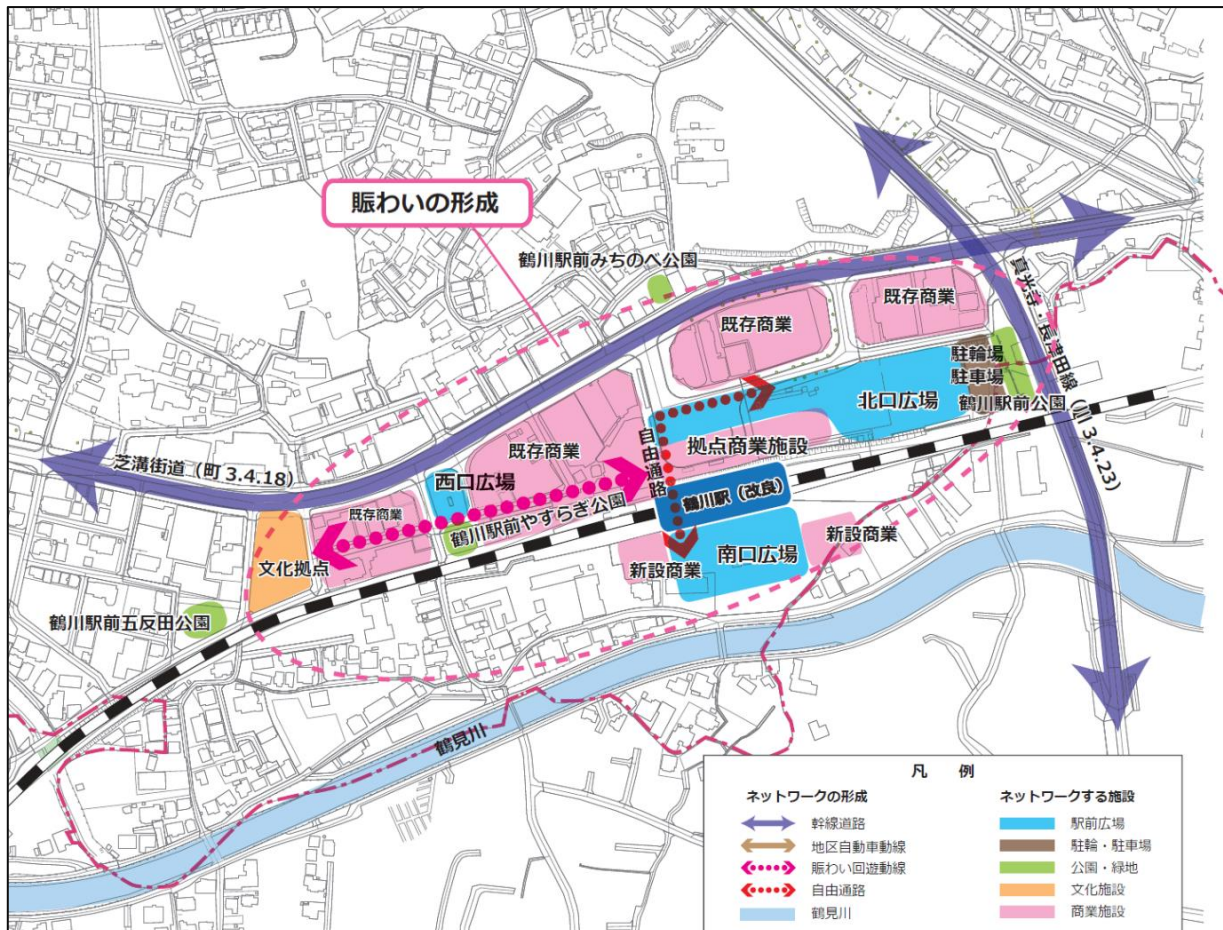 賑わいの形成
鶴川駅前みちのべ公園
既存商業
既存商業
駐輪場
駐車場
北口広場
鶴川駅前公園
真光寺・長津田線（川3.4.23）
自由通路
拠点商業施設
既存商業
芝溝街道（町3.4.18）
西口広場
鶴川駅（改良）
既存商業
鶴川駅前やすらぎ公園
新設商業
南口広場
新設商業
文化拠点
鶴川駅前五反田公園
鶴見川
凡　例
ネットワークの形成
幹線道路
地区自動車動線
賑わい回遊動線
自由通路
鶴見川
ネットワークする施設
駅前広場
駐輪・駐車場
公園・緑地
文化施設
商業施設